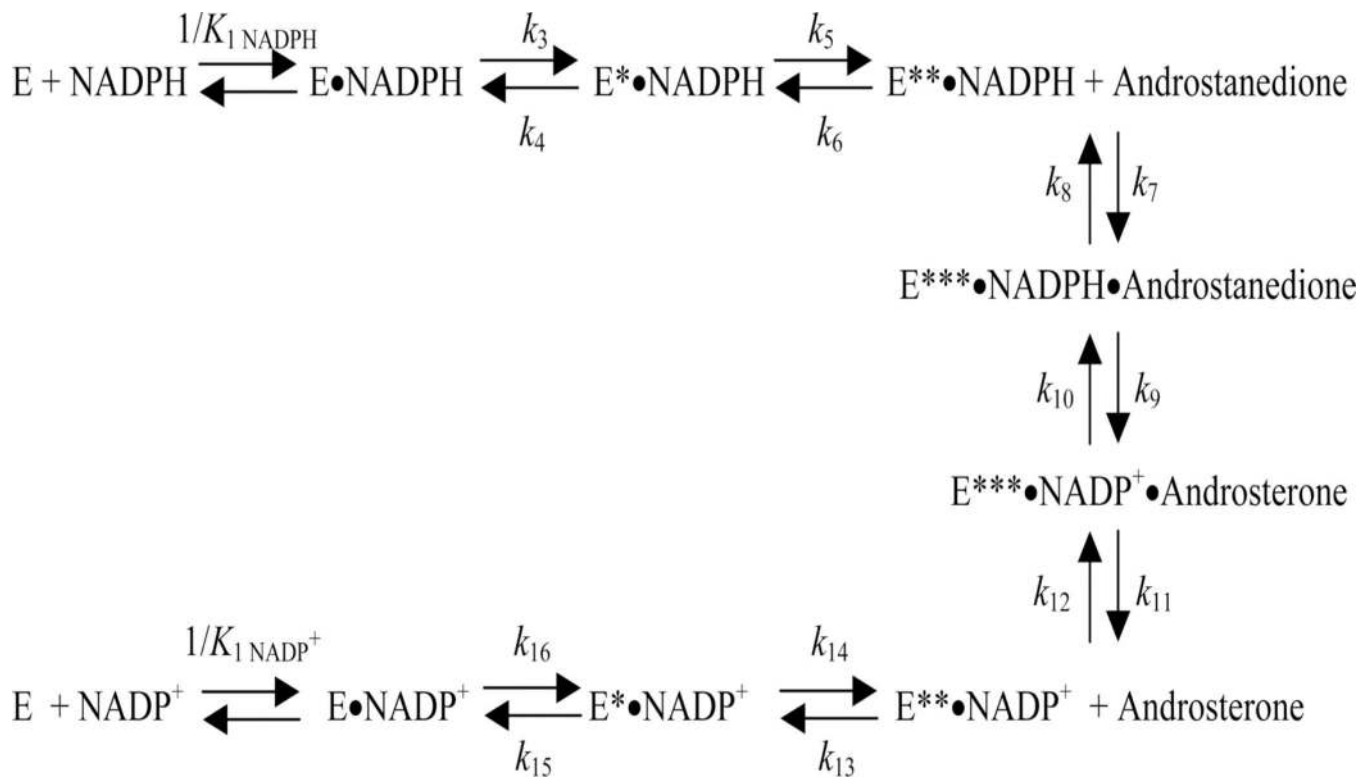 1/K1 NADPH k3 k5
E + NADPH E•NADPH E*•NADPH E**•NADPH + Androstanedione
k4 k6
k8 k7
E***•NADPH•Androstanedione
k10 k9
E***•NADP+•Androsterone
k12 k11
1/K1 NADP+ k16 k14
E + NADP+ E•NADP+ E*•NADP+ E**•NADP+ + Androsterone
k15 k13